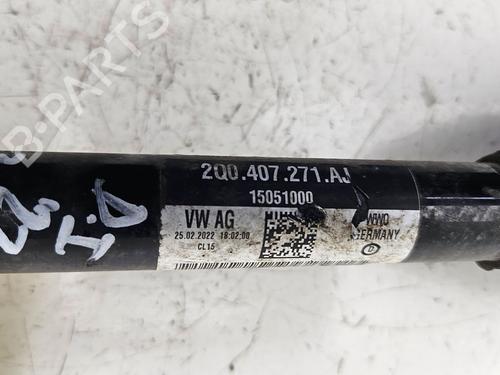 2Q0.407.271.AJ
15051000
VW AG
25.02.2022 18:02:00
CL15
GERMANY
B-PARTS